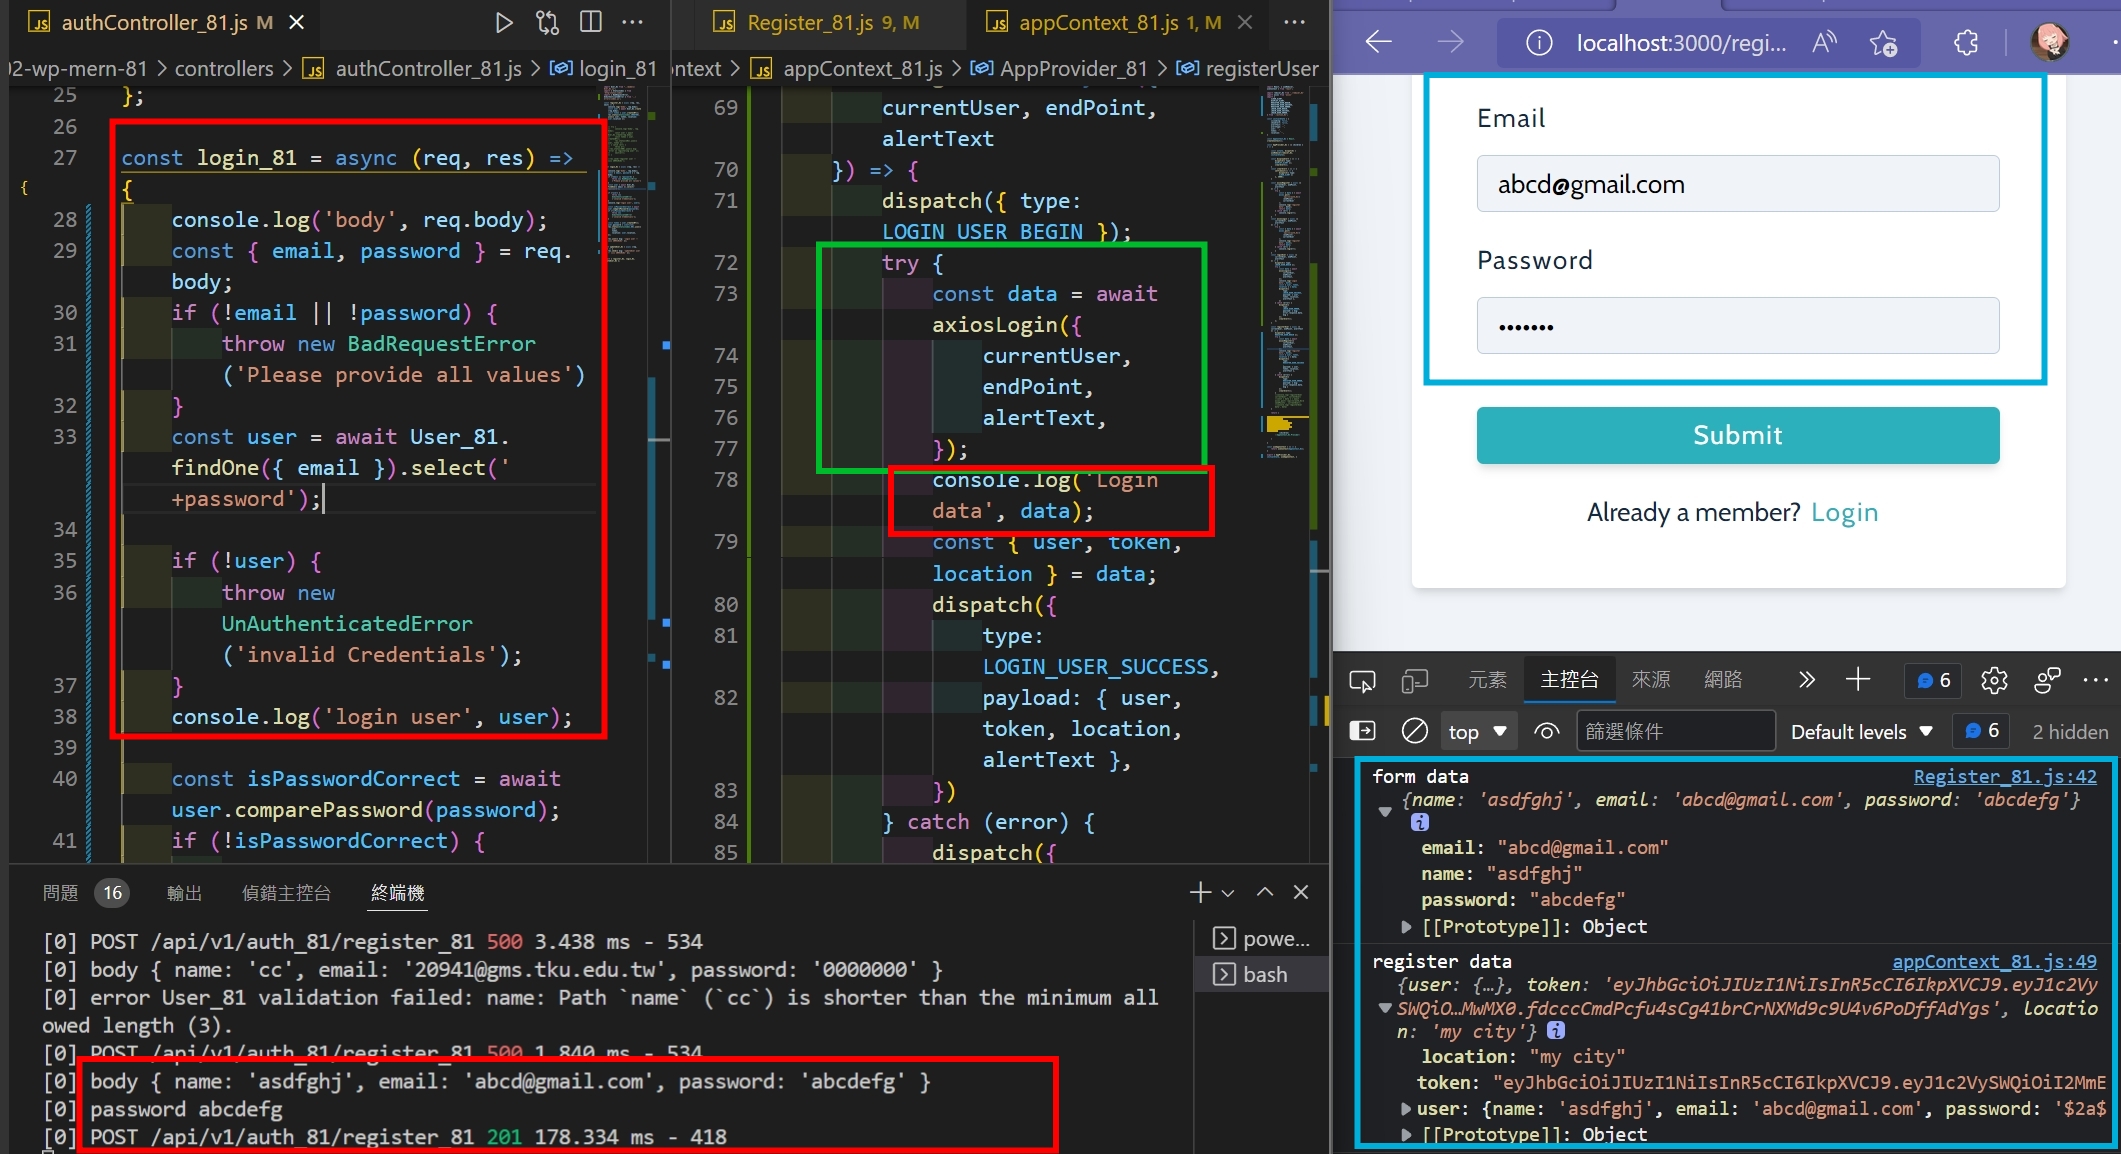 authController_81.js M
02-wp-mern-81 > controllers > authController_81.js > login_81
25 };
26
27 const login_81 = async (req, res) =>
{
28 console.log('body', req.body);
29 const { email, password } = req.
body;
30 if (!email || !password) {
31 throw new BadRequestError
('Please provide all values')
32 }
33 const user = await User_81.
findOne({ email }).select('
+password');
34
35 if (!user) {
36 throw new
UnAuthenticatedError
('invalid Credentials');
37 }
38 console.log('login user', user);
39
40 const isPasswordCorrect = await
user.comparePassword(password);
41 if (!isPasswordCorrect) {
Register_81.js 9, M
appContext_81.js 1, M
ntext > appContext_81.js > AppProvider_81 > registerUser
69 currentUser, endPoint,
alertText
70 }) => {
71 dispatch({ type:
LOGIN_USER_BEGIN });
72 try {
73 const data = await
axiosLogin({
74 currentUser,
75 endPoint,
76 alertText,
77 });
78 console.log('Login
data', data);
79 const { user, token,
location } = data;
80 dispatch({
81 type:
LOGIN_USER_SUCCESS,
82 payload: { user,
token, location,
alertText },
83 })
84 } catch (error) {
85 dispatch({
問題 16 輸出 偵錯主控台 終端機
[0] POST /api/v1/auth_81/register_81 500 3.438 ms - 534
[0] body { name: 'cc', email: '20941@gms.tku.edu.tw', password: '0000000' }
[0] error User_81 validation failed: name: Path `name` (`cc`) is shorter than the minimum all
owed length (3).
[0] POST /api/v1/auth_81/register_81 500 1.840 ms - 534
[0] body { name: 'asdfghj', email: 'abcd@gmail.com', password: 'abcdefg' }
[0] password abcdefg
[0] POST /api/v1/auth_81/register_81 201 178.334 ms - 418
powe...
bash
localhost:3000/regi...
Email
abcd@gmail.com
Password
•••••••
Submit
Already a member? Login
元素 主控台 來源 網路 6
top 篩選條件 Default levels 6 2 hidden
form data Register_81.js:42
{name: 'asdfghj', email: 'abcd@gmail.com', password: 'abcdefg'}
email: "abcd@gmail.com"
name: "asdfghj"
password: "abcdefg"
[[Prototype]]: Object
register data appContext_81.js:49
{user: {…}, token: 'eyJhbGciOiJIUzI1NiIsInR5cCI6IkpXVCJ9.eyJ1c2Vy
SWQiO…MwMX0.fdcccCmdPcfu4sCg41brCrNXMd9c9U4v6PoDffAdYgs', locatio
n: 'my city'}
location: "my city"
token: "eyJhbGciOiJIUzI1NiIsInR5cCI6IkpXVCJ9.eyJ1c2VySWQiOiI2MmE
user: {name: 'asdfghj', email: 'abcd@gmail.com', password: '$2a$
[[Prototype]]: Object